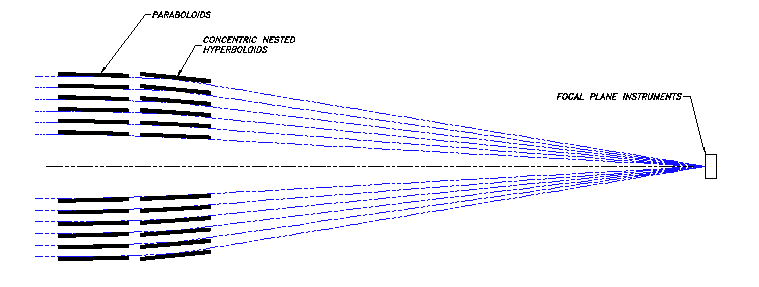 PARABOLOIDS
CONCENTRIC NESTED
HYPERBOLOIDS
FOCAL PLANE INSTRUMENTS